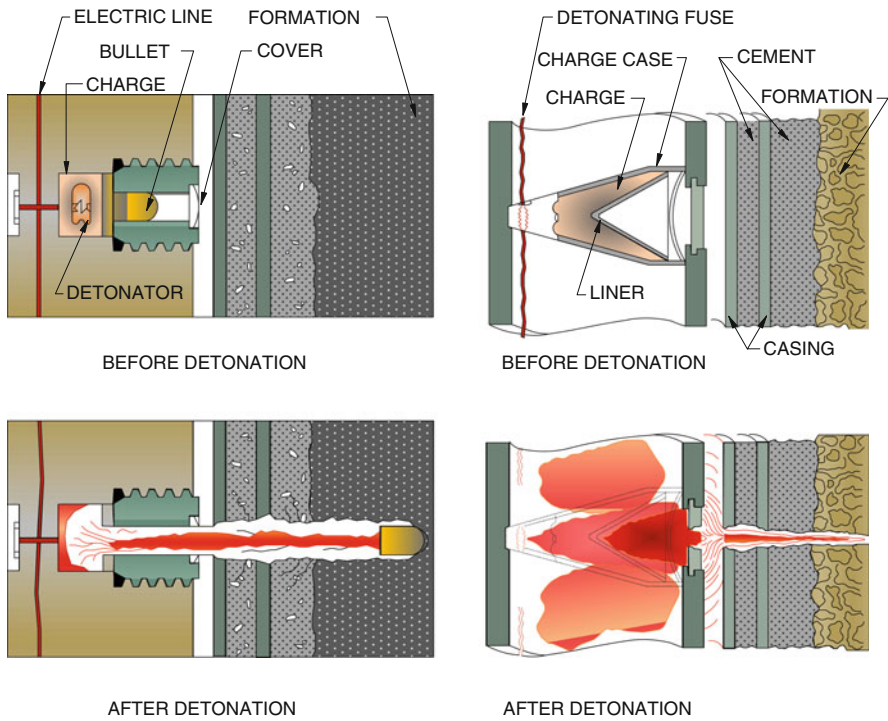 ELECTRIC LINE
FORMATION
BULLET
COVER
CHARGE
DETONATOR
BEFORE DETONATION
DETONATING FUSE
CHARGE CASE
CEMENT
CHARGE
FORMATION
LINER
CASING
BEFORE DETONATION
AFTER DETONATION
AFTER DETONATION